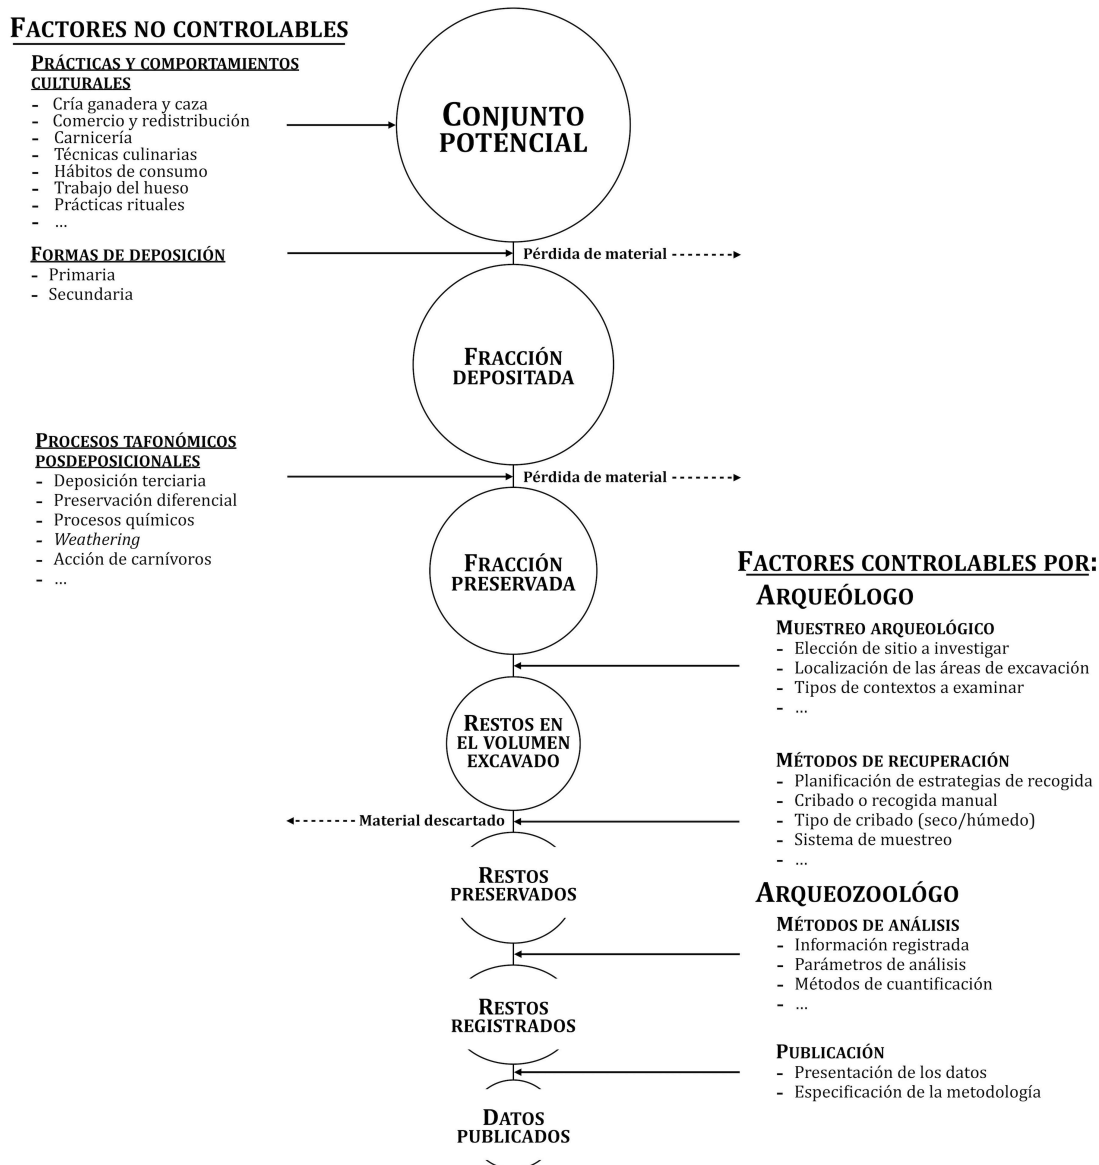 FACTORES NO CONTROLABLES
PRÁCTICAS Y COMPORTAMIENTOS
CULTURALES
- Cría ganadera y caza
- Comercio y redistribución
- Carnicería
- Técnicas culinarias
- Hábitos de consumo
- Trabajo del hueso
- Prácticas rituales
- ...
CONJUNTO
POTENCIAL
FORMAS DE DEPOSICIÓN
- Primaria
- Secundaria
Pérdida de material
FRACCIÓN
DEPOSITADA
PROCESOS TAFONÓMICOS
POSDEPOSICIONALES
- Deposición terciaria
- Preservación diferencial
- Procesos químicos
- Weathering
- Acción de carnívoros
- ...
Pérdida de material
FRACCIÓN
PRESERVADA
FACTORES CONTROLABLES POR:
ARQUEÓLOGO
MUESTREO ARQUEOLÓGICO
- Elección de sitio a investigar
- Localización de las áreas de excavación
- Tipos de contextos a examinar
- ...
RESTOS EN
EL VOLUMEN
EXCAVADO
MÉTODOS DE RECUPERACIÓN
- Planificación de estrategias de recogida
- Cribado o recogida manual
- Tipo de cribado (seco/húmedo)
- Sistema de muestreo
- ...
Material descartado
RESTOS
PRESERVADOS
ARQUEOZOOLÓGO
MÉTODOS DE ANÁLISIS
- Información registrada
- Parámetros de análisis
- Métodos de cuantificación
- ...
RESTOS
REGISTRADOS
PUBLICACIÓN
- Presentación de los datos
- Especificación de la metodología
DATOS
PUBLICADOS